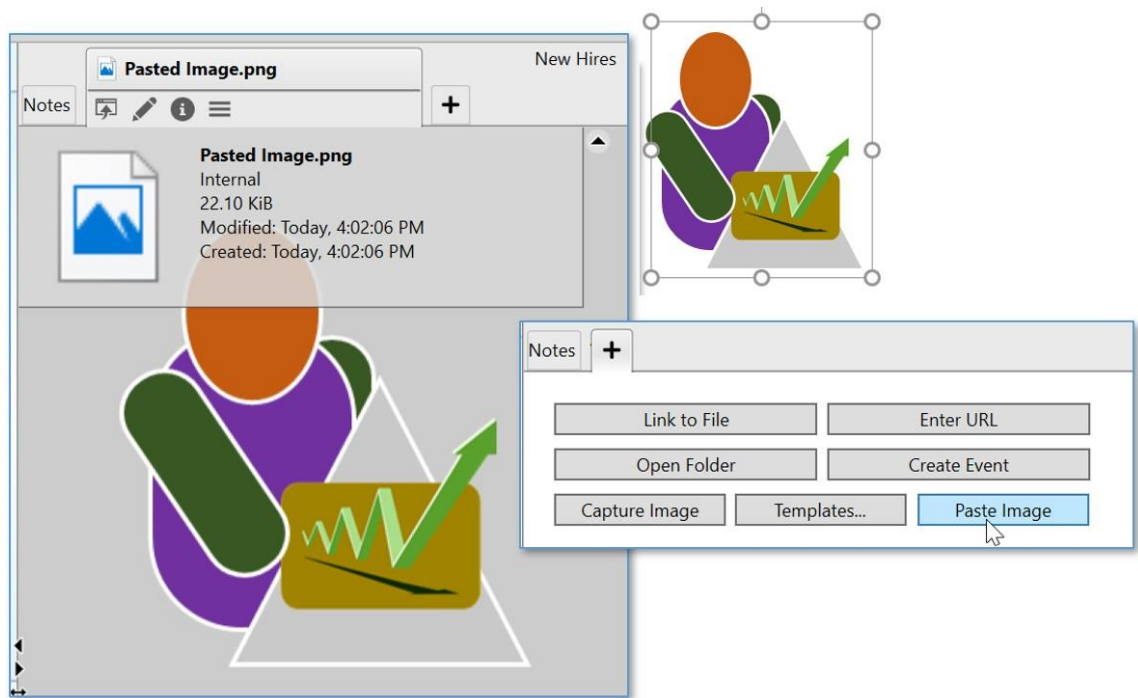 Pasted Image.png
New Hires
Notes
+
Pasted Image.png
Internal
22.10 KiB
Modified: Today, 4:02:06 PM
Created: Today, 4:02:06 PM
Notes +
Link to File
Enter URL
Open Folder
Create Event
Capture Image
Templates...
Paste Image